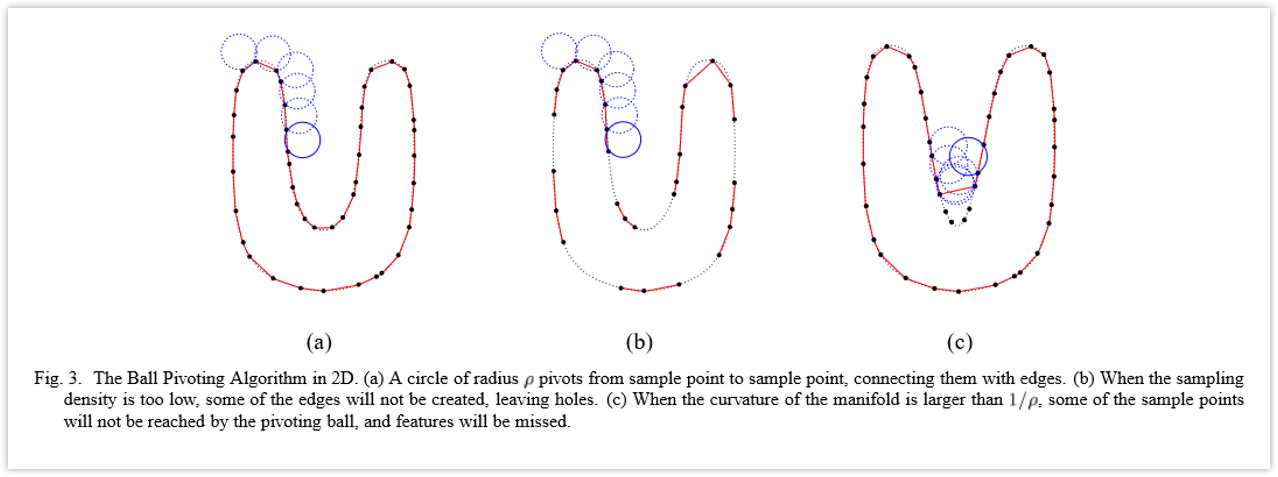 (a) (b) (c)
Fig. 3. The Ball Pivoting Algorithm in 2D. (a) A circle of radius ρ pivots from sample point to sample point, connecting them with edges. (b) When the sampling
density is too low, some of the edges will not be created, leaving holes. (c) When the curvature of the manifold is larger than 1/ρ, some of the sample points
will not be reached by the pivoting ball, and features will be missed.